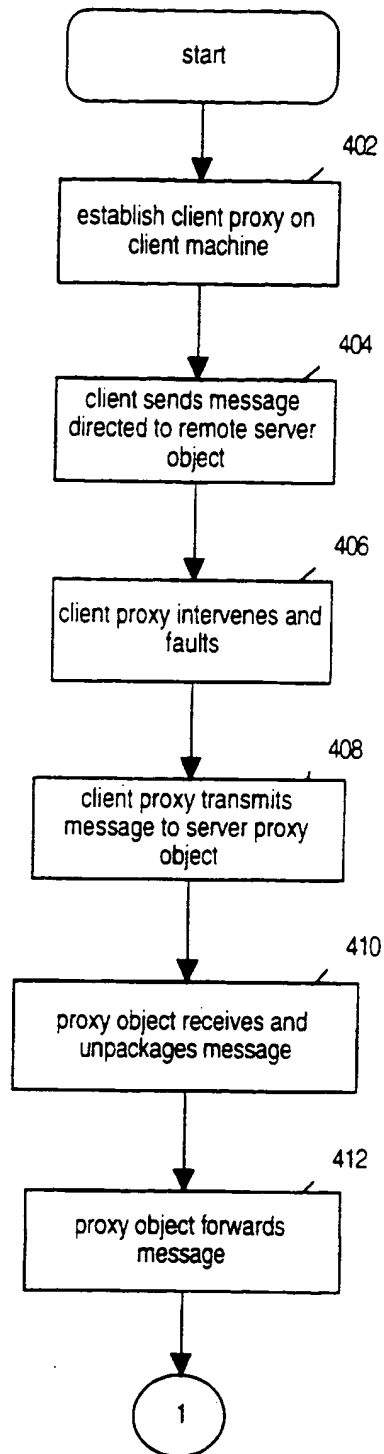 start
402
establish client proxy on
client machine
404
client sends message
directed to remote server
object
406
client proxy intervenes and
faults
408
client proxy transmits
message to server proxy
object
410
proxy object receives and
unpackages message
412
proxy object forwards
message
1